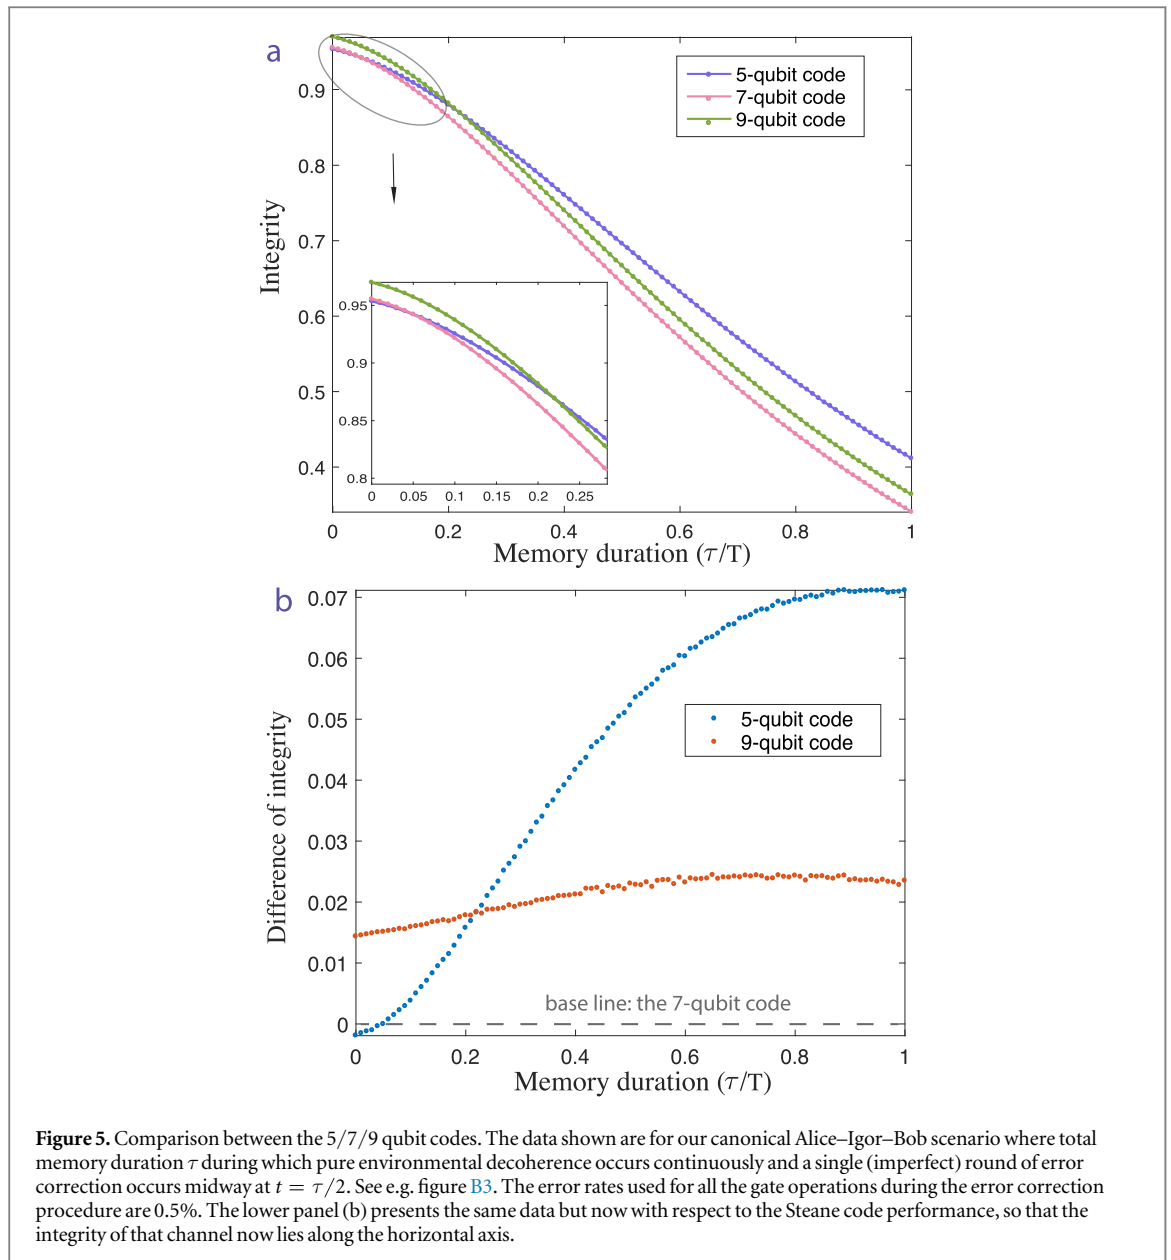 a
5-qubit code
7-qubit code
9-qubit code
0.9
0.8
0.7
0.6
0.5
0.4
Integrity
0.95
0.9
0.85
0.8
0 0.05 0.1 0.15 0.2 0.25
0 0.2 0.4 0.6 0.8 1
Memory duration (τ/T)
b
0.07
0.06
0.05
0.04
0.03
0.02
0.01
0
Difference of integrity
5-qubit code
9-qubit code
base line: the 7-qubit code
0 0.2 0.4 0.6 0.8 1
Memory duration (τ/T)
Figure 5. Comparison between the 5/7/9 qubit codes. The data shown are for our canonical Alice–Igor–Bob scenario where total
memory duration τ during which pure environmental decoherence occurs continuously and a single (imperfect) round of error
correction occurs midway at t = τ/2. See e.g. figure B3. The error rates used for all the gate operations during the error correction
procedure are 0.5%. The lower panel (b) presents the same data but now with respect to the Steane code performance, so that the
integrity of that channel now lies along the horizontal axis.